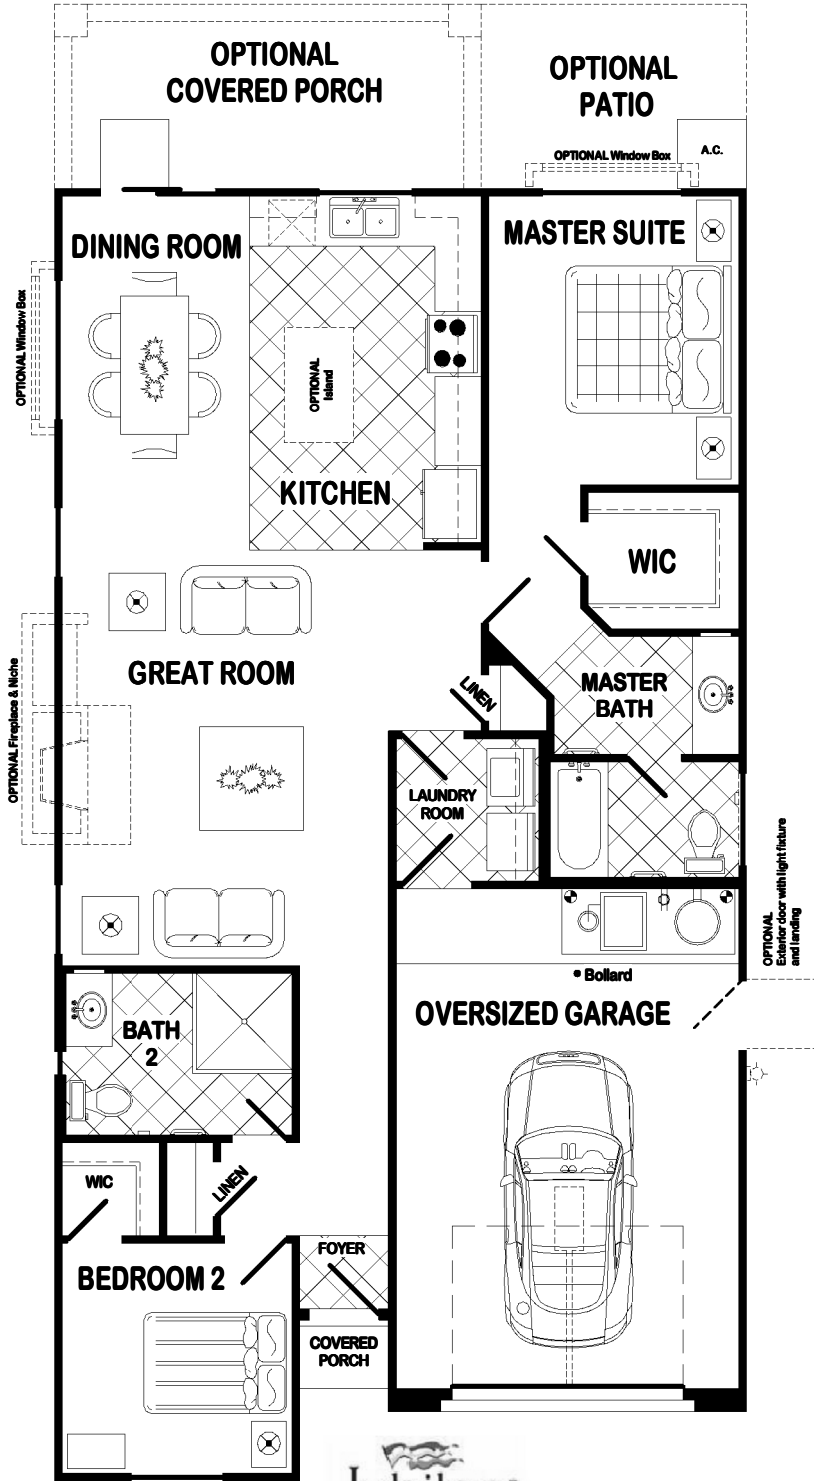 OPTIONAL
COVERED PORCH
OPTIONAL
PATIO
OPTIONAL Window Box
A.C.
DINING ROOM
MASTER SUITE
OPTIONAL Window Box
OPTIONAL
Island
KITCHEN
WIC
GREAT ROOM
OPTIONAL Fireplace & Niche
LINEN
MASTER
BATH
LAUNDRY
ROOM
OPTIONAL
Exterior door with light fixture
and landing
Bollard
OVERSIZED GARAGE
BATH
2
WIC
LINEN
FOYER
BEDROOM 2
COVERED
PORCH